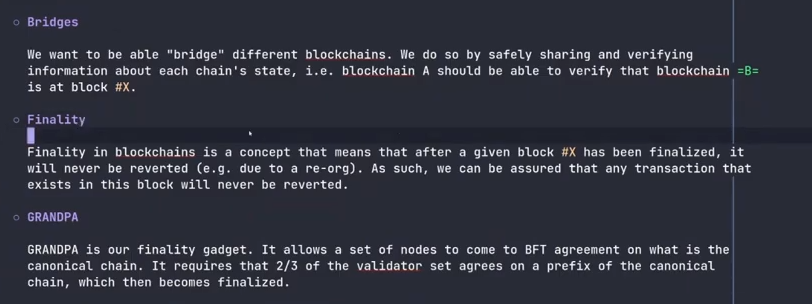 Bridges
We want to be able "bridge" different blockchains. We do so by safely sharing and verifying
information about each chain's state, i.e. blockchain A should be able to verify that blockchain =B=
is at block #X.
Finality
Finality in blockchains is a concept that means that after a given block #X has been finalized, it
will never be reverted (e.g. due to a re-org). As such, we can be assured that any transaction that
exists in this block will never be reverted.
GRANDPA
GRANDPA is our finality gadget. It allows a set of nodes to come to BFT agreement on what is the
canonical chain. It requires that 2/3 of the validator set agrees on a prefix of the canonical
chain, which then becomes finalized.